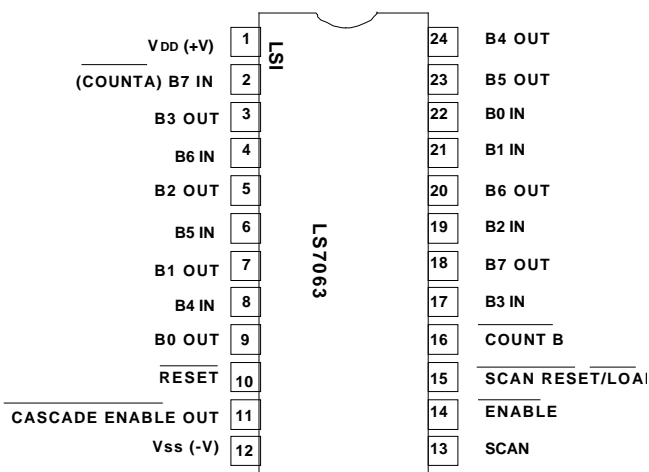 VDD (+V) 1 LSI 24 B4 OUT
(COUNTA) B7 IN 2 23 B5 OUT
B3 OUT 3 22 B0 IN
B6 IN 4 21 B1 IN
B2 OUT 5 20 B6 OUT
B5 IN 6 19 B2 IN
LS7063
B1 OUT 7 18 B7 OUT
B4 IN 8 17 B3 IN
B0 OUT 9 16 COUNT B
RESET 10 15 SCAN RESET/LOA
CASCADE ENABLE OUT 11 14 ENABLE
Vss (-V) 12 13 SCAN